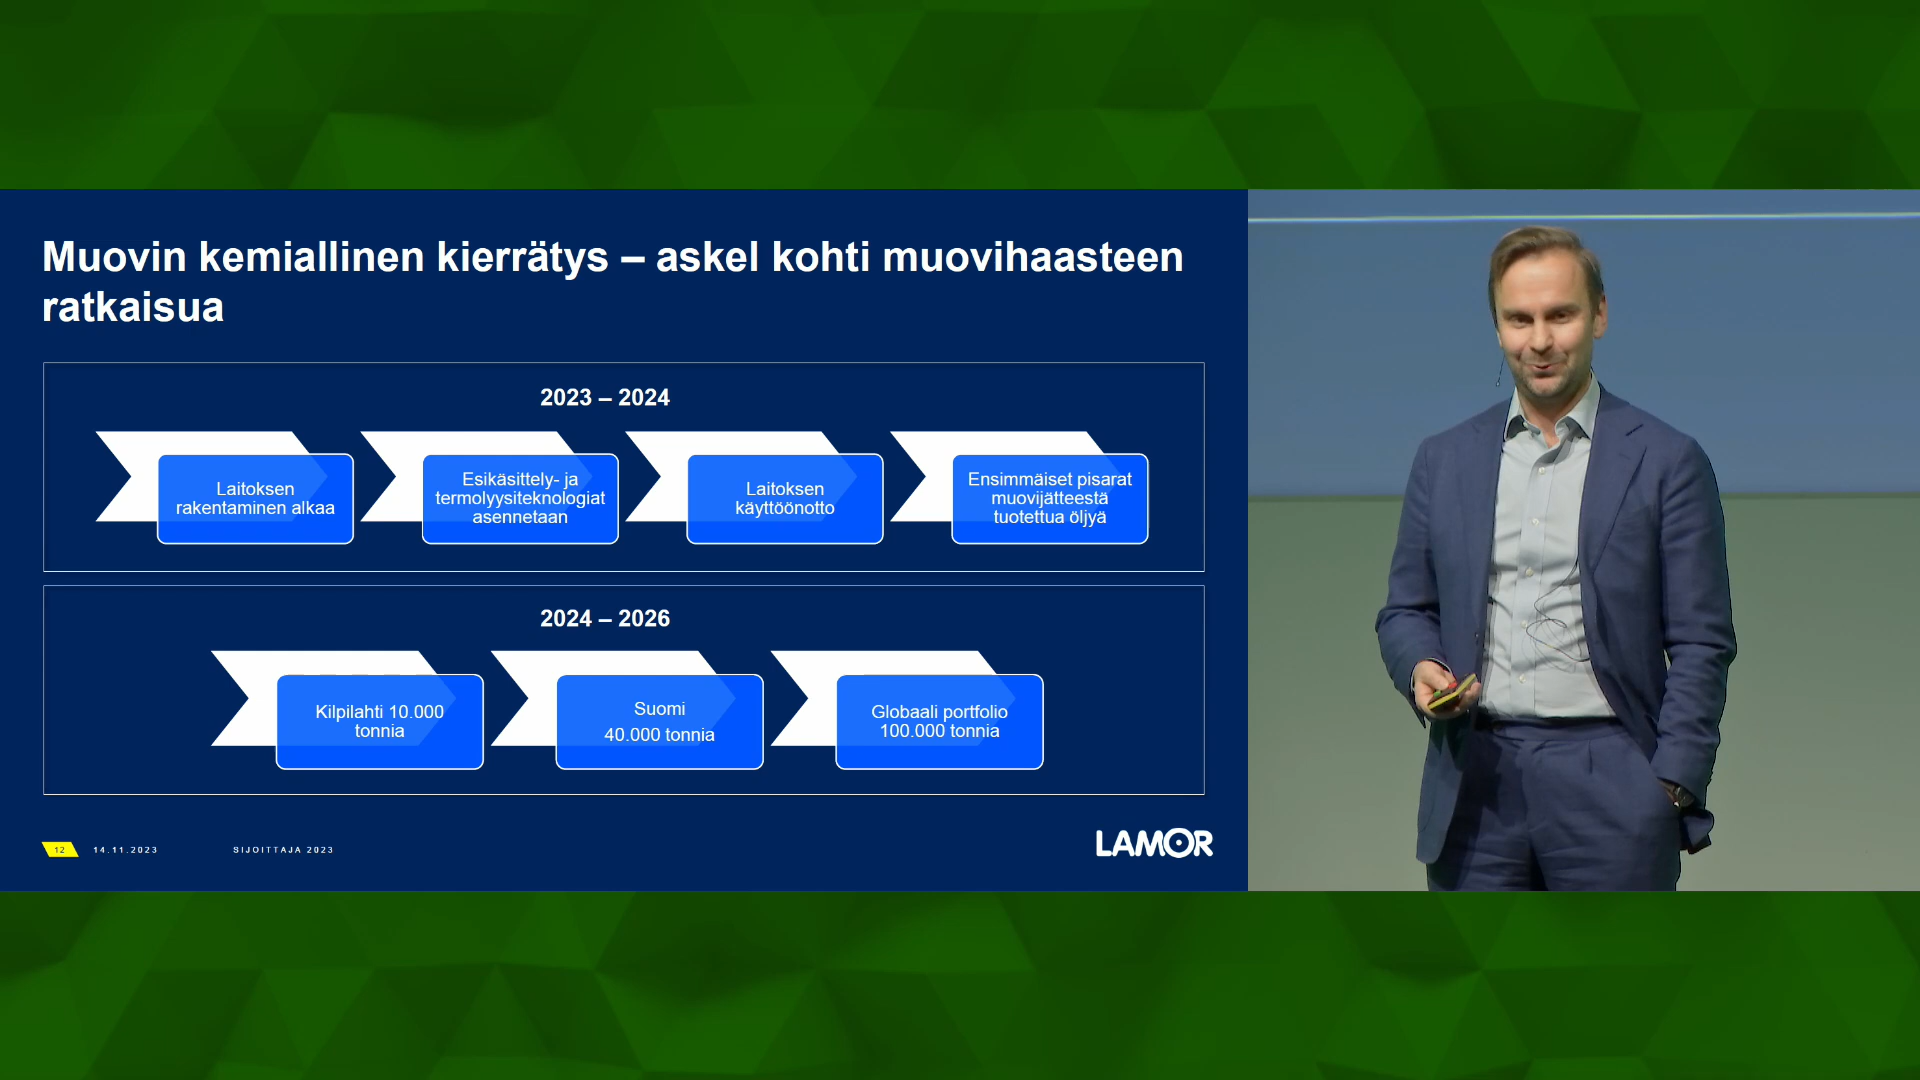 Muovin kemiallinen kierrätys – askel kohti muovihaasteen
ratkaisua
2023 – 2024
Laitoksen
rakentaminen alkaa
Esikäsittely- ja
termolyysiteknologiat
asennetaan
Laitoksen
käyttöönotto
Ensimmäiset pisarat
muovijätteestä
tuotettua öljyä
2024 – 2026
Kilpilahti 10.000
tonnia
Suomi
40.000 tonnia
Globaali portfolio
100.000 tonnia
12 14.11.2023 SIJOITTAJA 2023
LAMOR